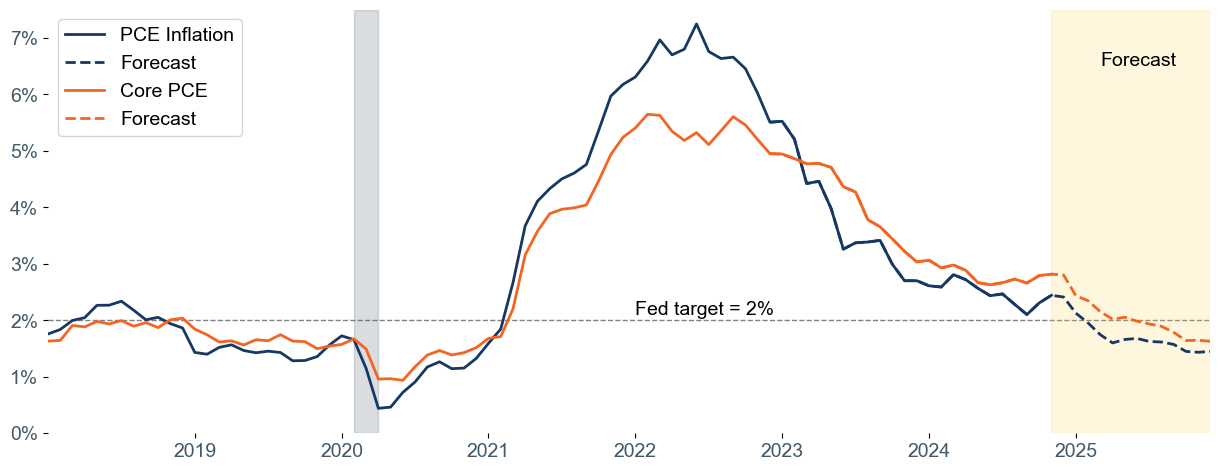 7%
6%
5%
4%
3%
2%
1%
0%
PCE Inflation
Forecast
Core PCE
Forecast
Forecast
Fed target = 2%
2019 2020 2021 2022 2023 2024 2025